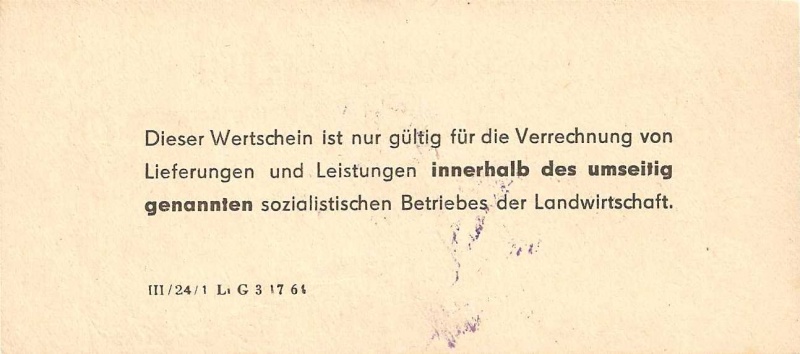 Dieser Wertschein ist nur gültig für die Verrechnung von
Lieferungen und Leistungen innerhalb des umseitig
genannten sozialistischen Betriebes der Landwirtschaft.
III/24/1 G 3 17 64